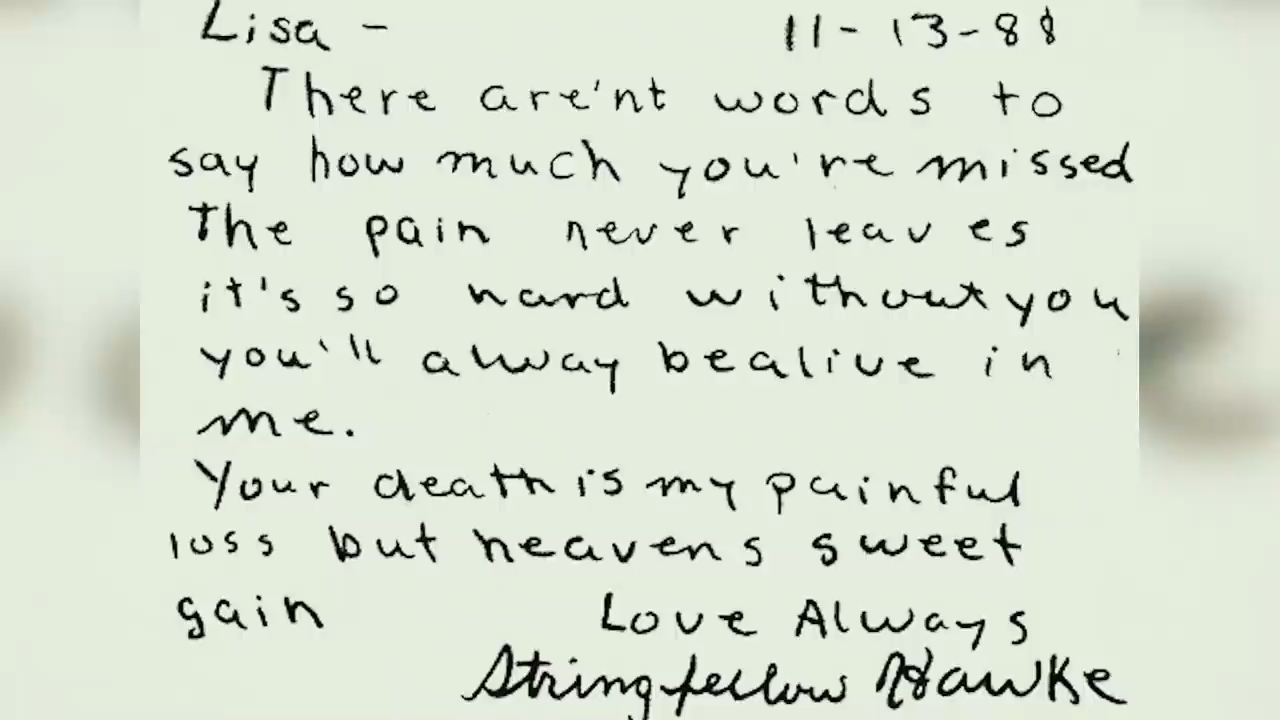 Lisa - 11-13-88
There are'nt words to
say how much you're missed
The pain never leaves
it's so hard without you
you'll alway be alive in
me.
Your death is my painful
loss but heavens sweet
gain Love Always
Stringfellow Hawke